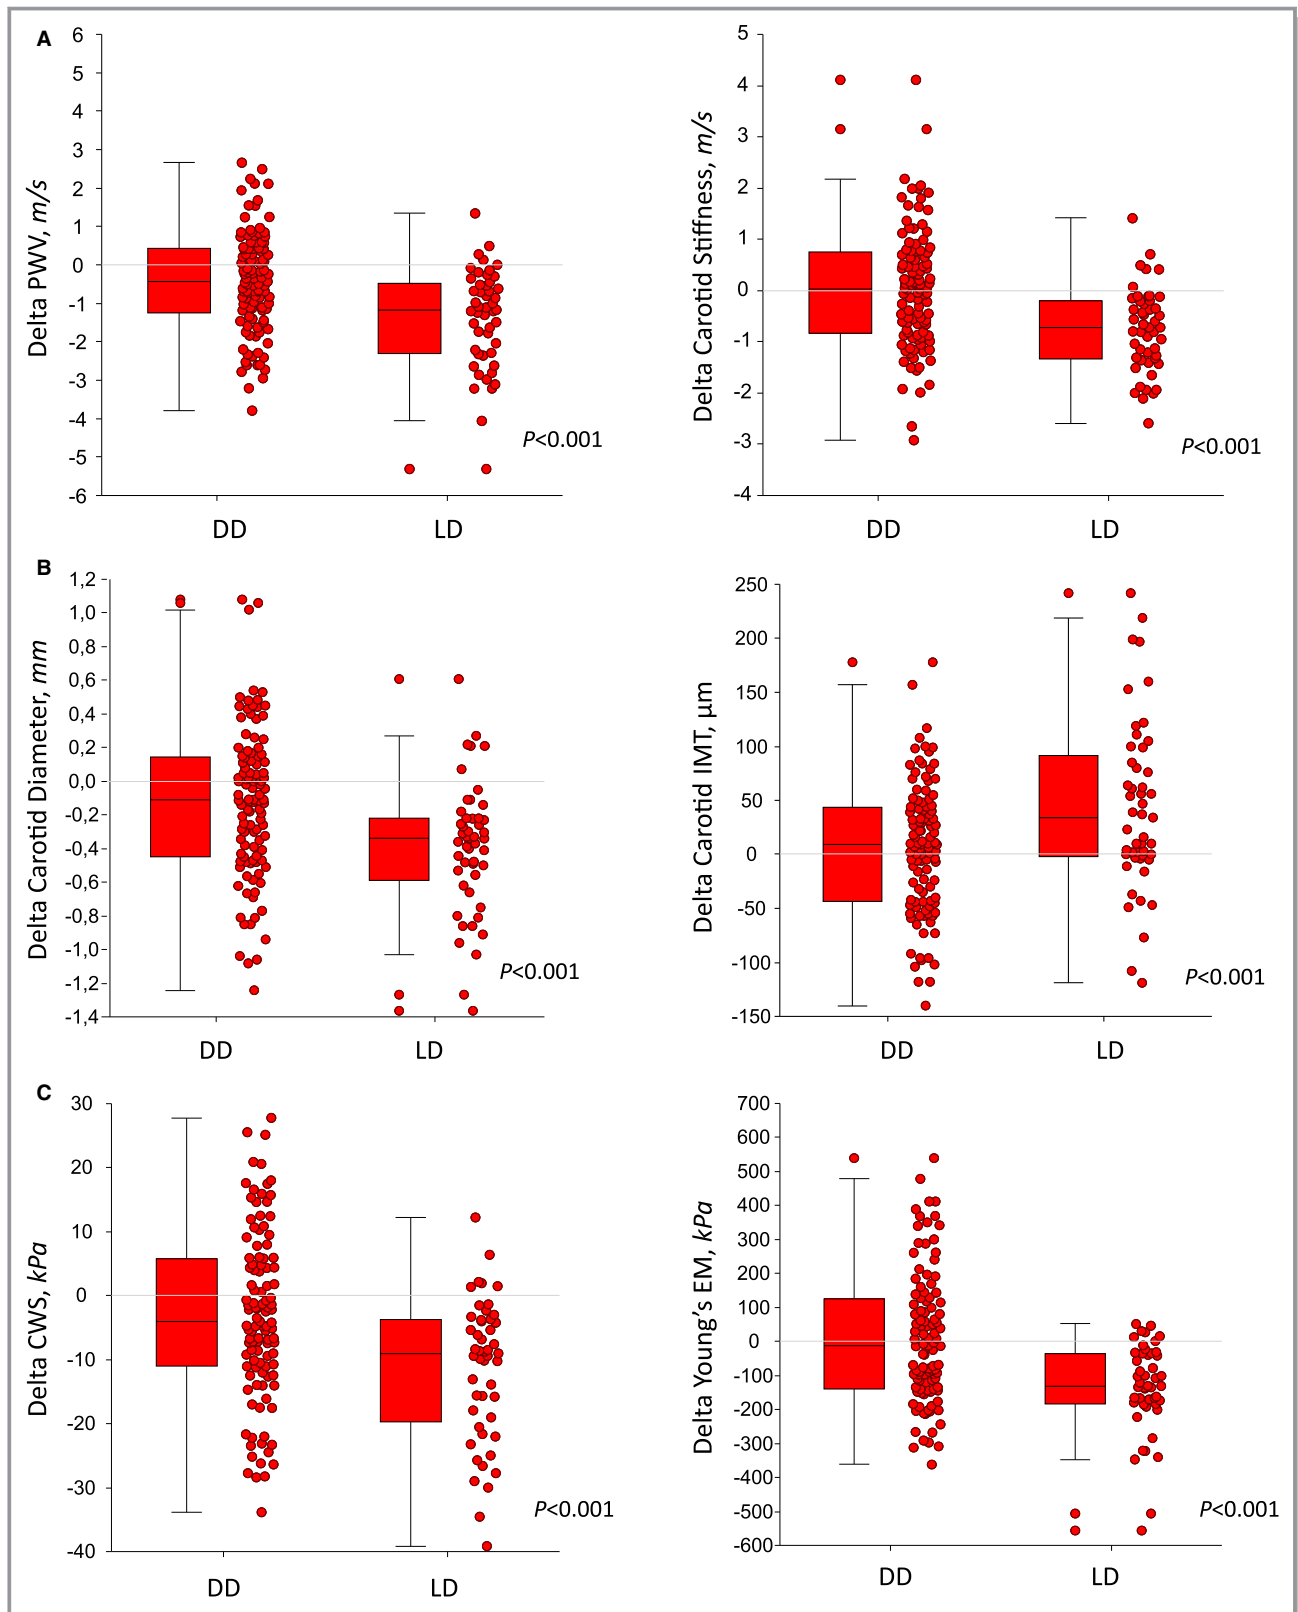 A
Delta PWV, m/s
6
5
4
3
2
1
0
-1
-2
-3
-4
-5
-6
P<0.001
DD
LD
Delta Carotid Stiffness, m/s
5
4
3
2
1
0
-1
-2
-3
-4
P<0.001
DD
LD
B
Delta Carotid Diameter, mm
1,2
1,0
0,8
0,6
0,4
0,2
0,0
-0,2
-0,4
-0,6
-0,8
-1,0
-1,2
-1,4
P<0.001
DD
LD
Delta Carotid IMT, µm
250
200
150
100
50
0
-50
-100
-150
P<0.001
DD
LD
C
Delta CWS, kPa
30
20
10
0
-10
-20
-30
-40
P<0.001
DD
LD
Delta Young's EM, kPa
700
600
500
400
300
200
100
0
-100
-200
-300
-400
-500
-600
P<0.001
DD
LD